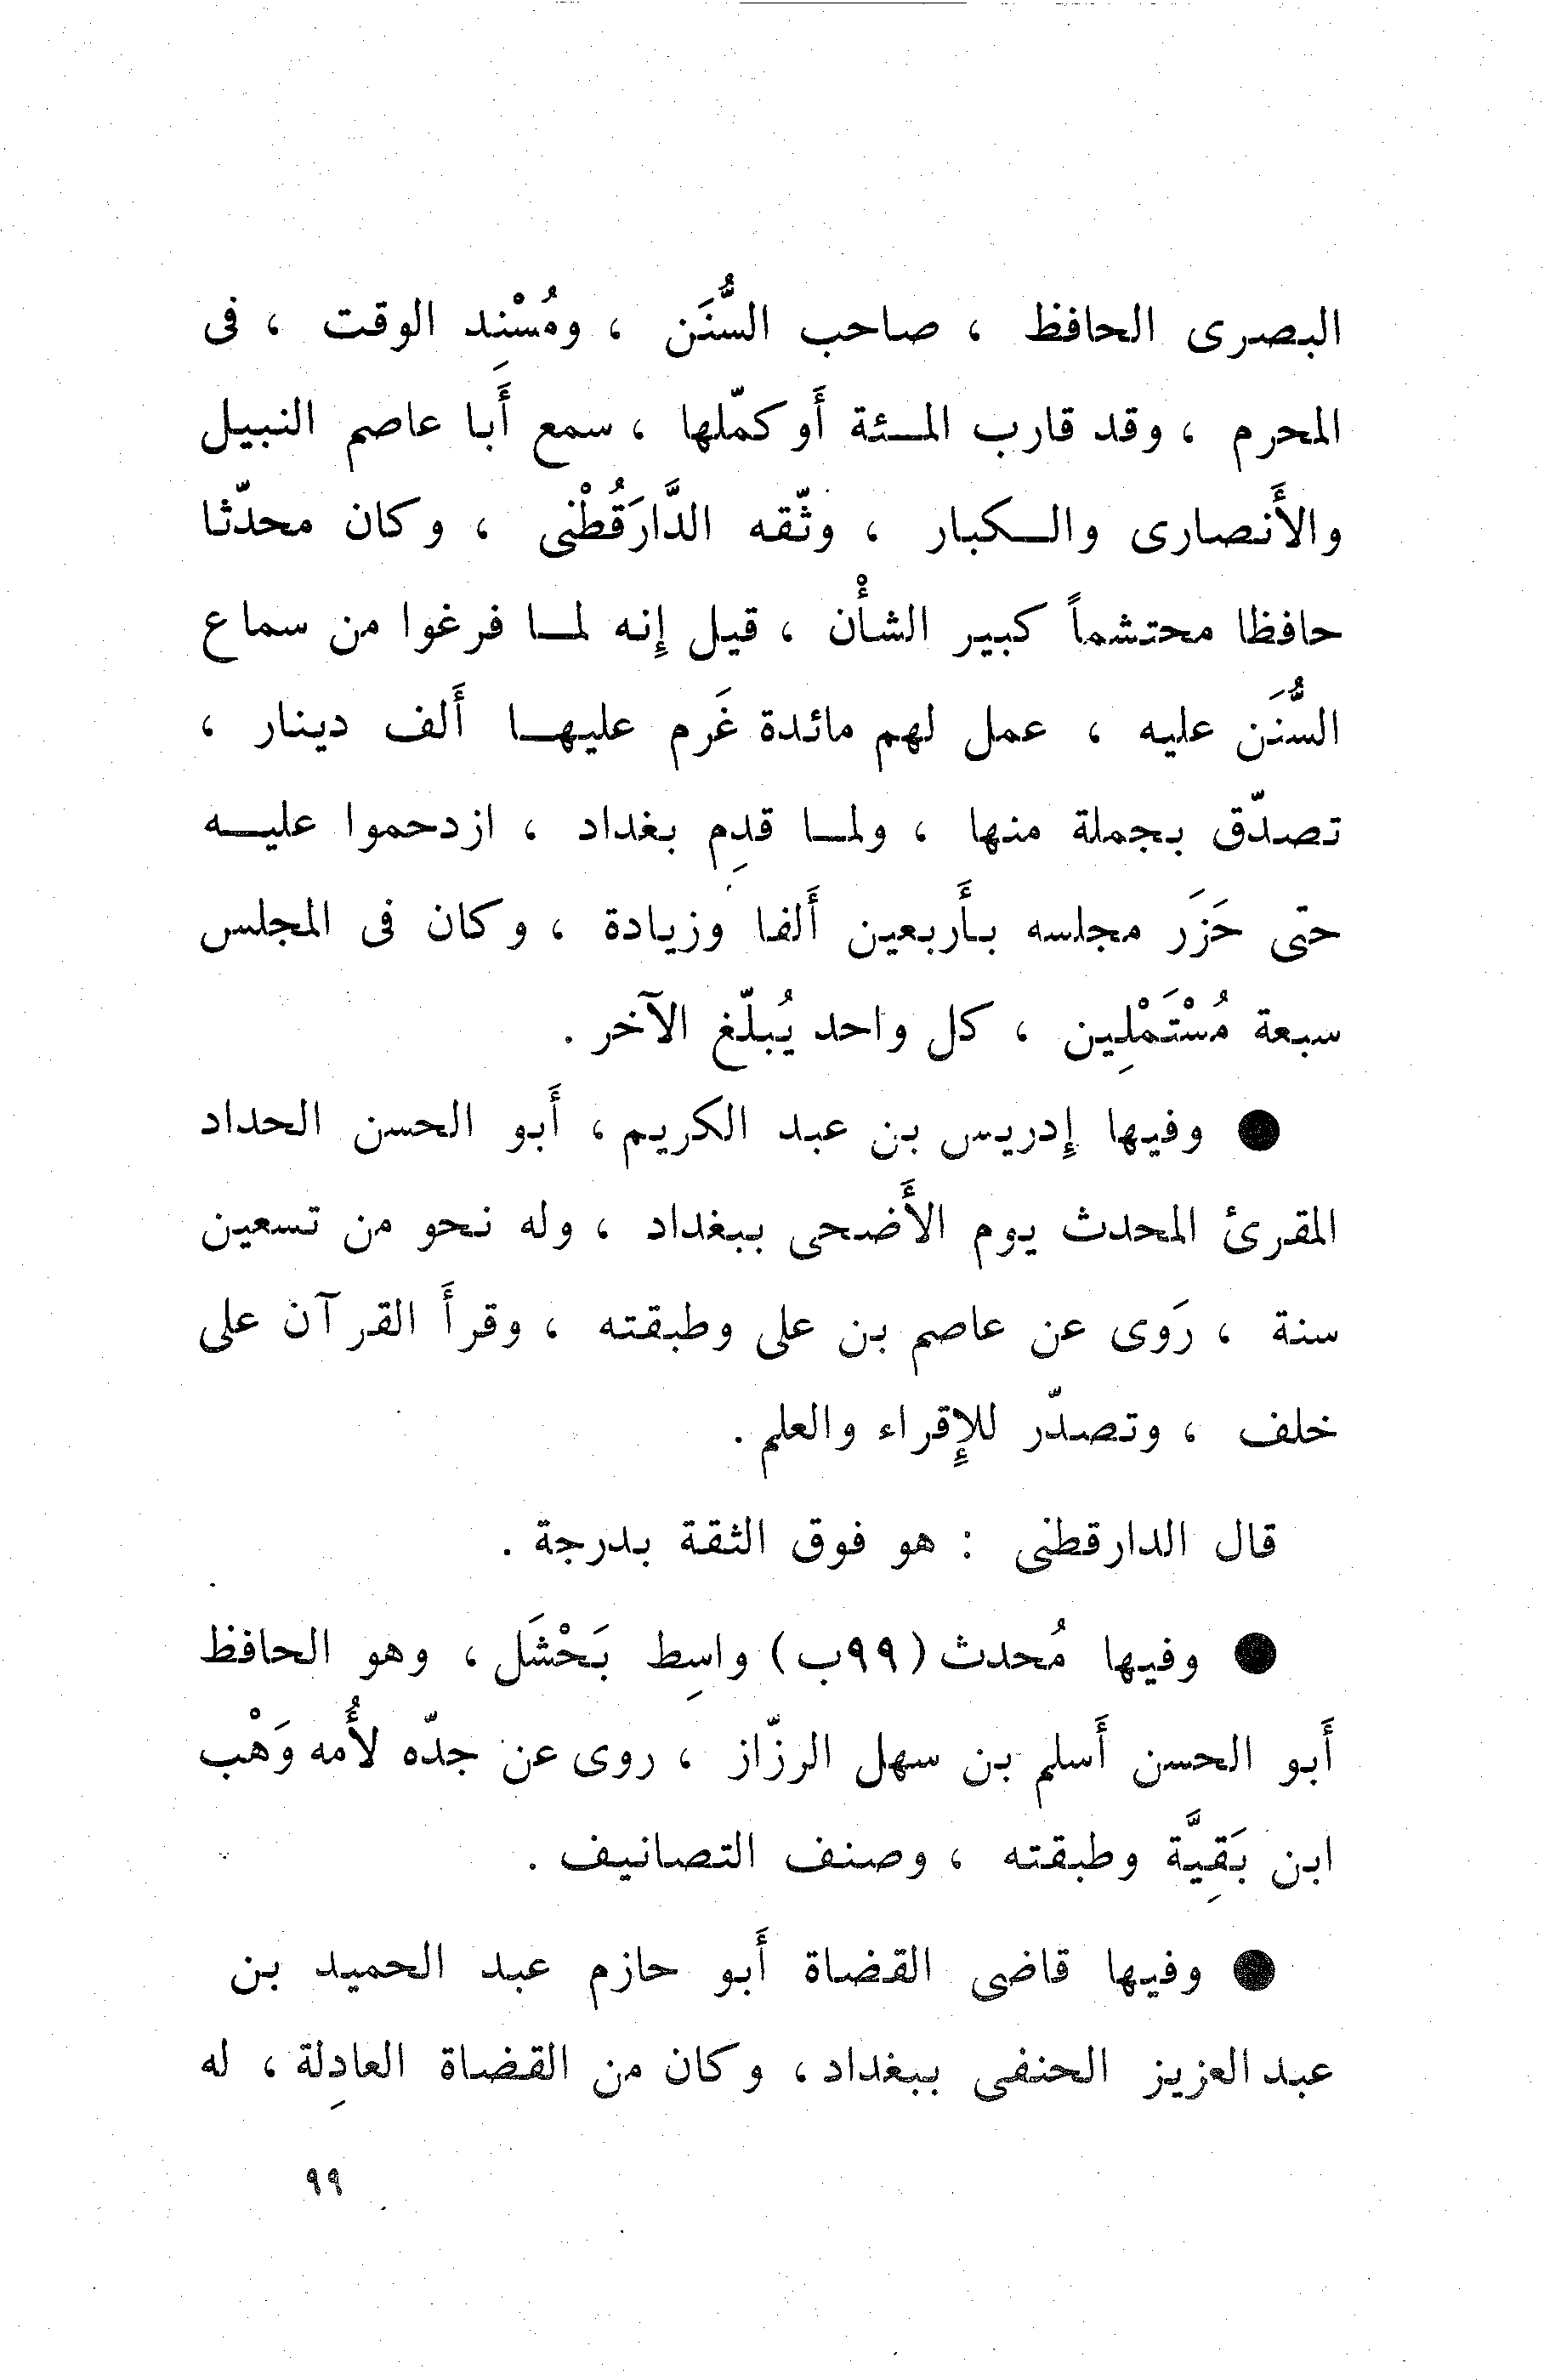 البصرى الحافظ ، صاحب السُّنَن ، ومُسْنِد الوقت ، فى
المحرم ، وقد قارب المـئة أَو كمّلها ، سمع أَبا عاصم النبيل
والأَنصارى والـكبار ، وثّقه الدَّارَقُطْنى ، وكان محدّثا
حافظا محتشماً كبير الشأْن ، قيل إِنه لمـا فرغوا من سماع
السُّنَن عليه ، عمل لهم مائدة غَرم عليهـا أَلف دينار ،
تصدّق بجملة منها ، ولمـا قدِم بغداد ، ازدحموا عليـه
حتى حَزَر مجلسه بأَربعين أَلفا وزيادة ، وكان فى المجلس
سبعة مُسْتَمْلِين ، كل واحد يُبلّغ الآخر .
● وفيها إِدريس بن عبد الكريم ، أَبو الحسن الحداد
المقرئ المحدث يوم الأَضحى ببغداد ، وله نحو من تسعين
سنة ، رَوى عن عاصم بن على وطبقته ، وقرأَ القرآن على
خلف ، وتصدّر للإِقراء والعلم .
قال الدارقطنى : هو فوق الثقة بدرجة .
● وفيها مُحدث (٩٩ب) واسِط بَحْشَل ، وهو الحافظ
أَبو الحسن أَسلم بن سهل الرزّاز ، روى عن جدّه لأُمه وَهْب
ابن بَقِيَّة وطبقته ، وصنف التصانيف .
● وفيها قاضى القضاة أَبو حازم عبد الحميد بن
عبد العزيز الحنفى ببغداد ، وكان من القضاة العادِلة ، له
٩٩